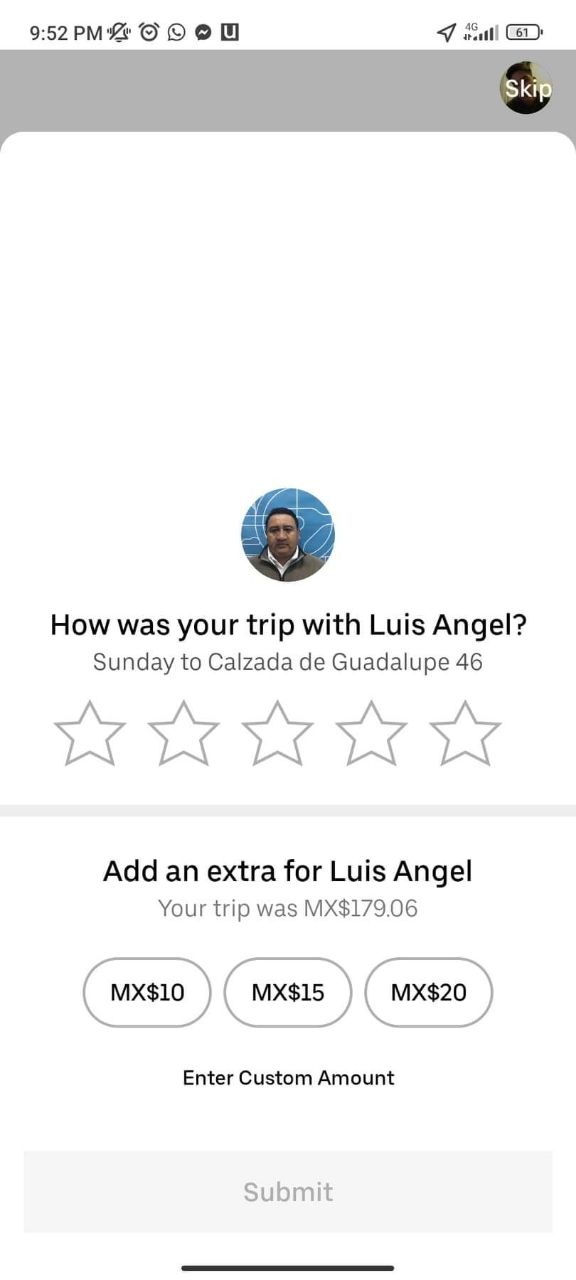 9:52 PM
4G
61
Skip
How was your trip with Luis Angel?
Sunday to Calzada de Guadalupe 46
Add an extra for Luis Angel
Your trip was MX$179.06
MX$10 MX$15 MX$20
Enter Custom Amount
Submit